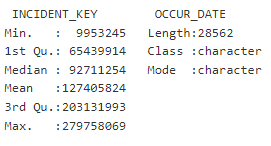 INCIDENT_KEY OCCUR_DATE
Min. : 9953245 Length:28562
1st Qu.: 65439914 Class :character
Median : 92711254 Mode :character
Mean :127405824
3rd Qu.:203131993
Max. :279758069